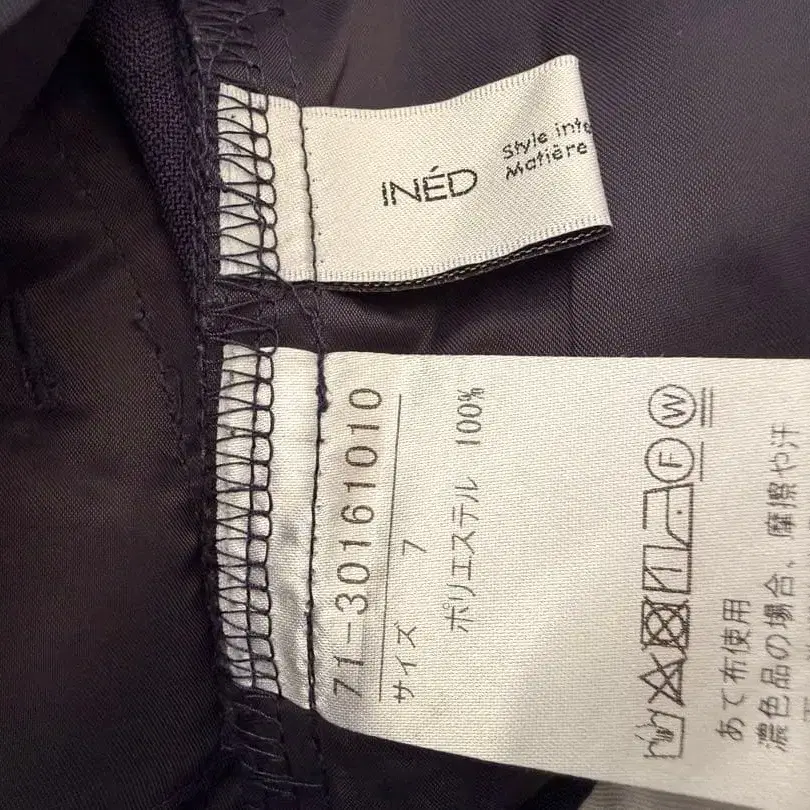 INÉD
Style inte
Matière
71-30161010
サイズ 7
ポリエステル 100%
F W
あて布使用
濃色品の場合、摩擦や汗